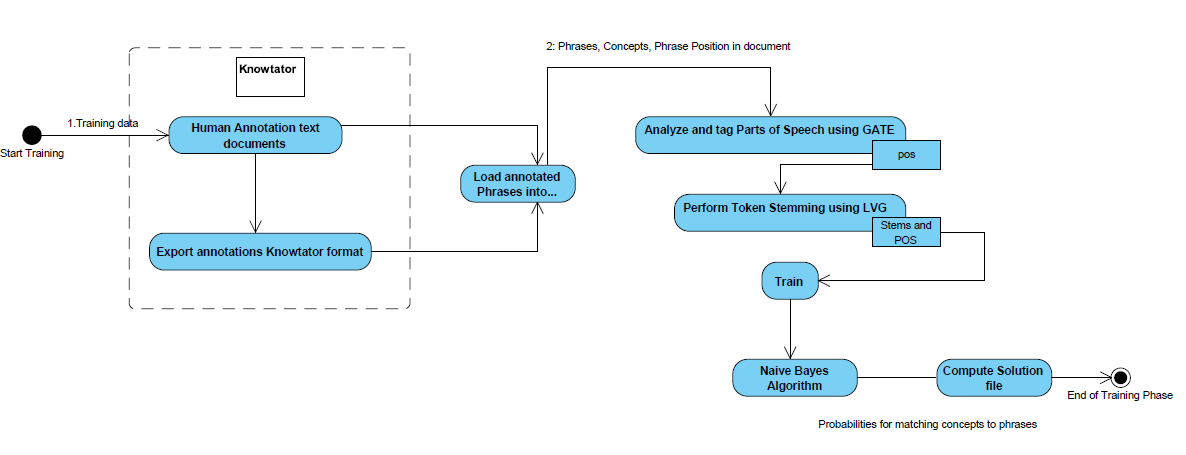 2: Phrases, Concepts, Phrase Position in document
Knowtator
1.Training data
Start Training
Human Annotation text
documents
Export annotations Knowtator format
Load annotated
Phrases into...
Analyze and tag Parts of Speech using GATE
pos
Perform Token Stemming using LVG
Stems and
POS
Train
Naive Bayes
Algorithm
Compute Solution
file
End of Training Phase
Probabilities for matching concepts to phrases